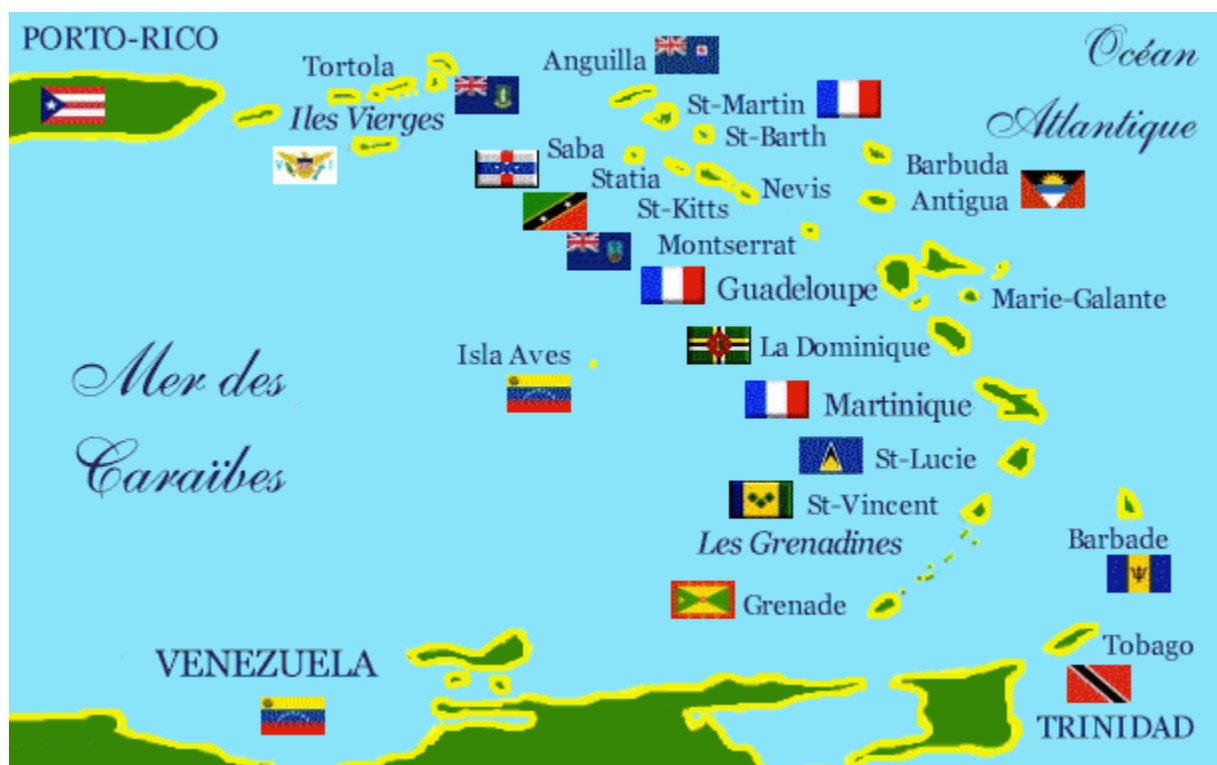 PORTO-RICO
Océan
Atlantique
Tortola
Iles Vierges
Anguilla
St-Martin
St-Barth
Saba
Statia
St-Kitts
Nevis
Barbuda
Antigua
Montserrat
Guadeloupe
Marie-Galante
La Dominique
Isla Aves
Mer des
Caraïbes
Martinique
St-Lucie
St-Vincent
Les Grenadines
Barbade
Grenade
Tobago
VENEZUELA
TRINIDAD